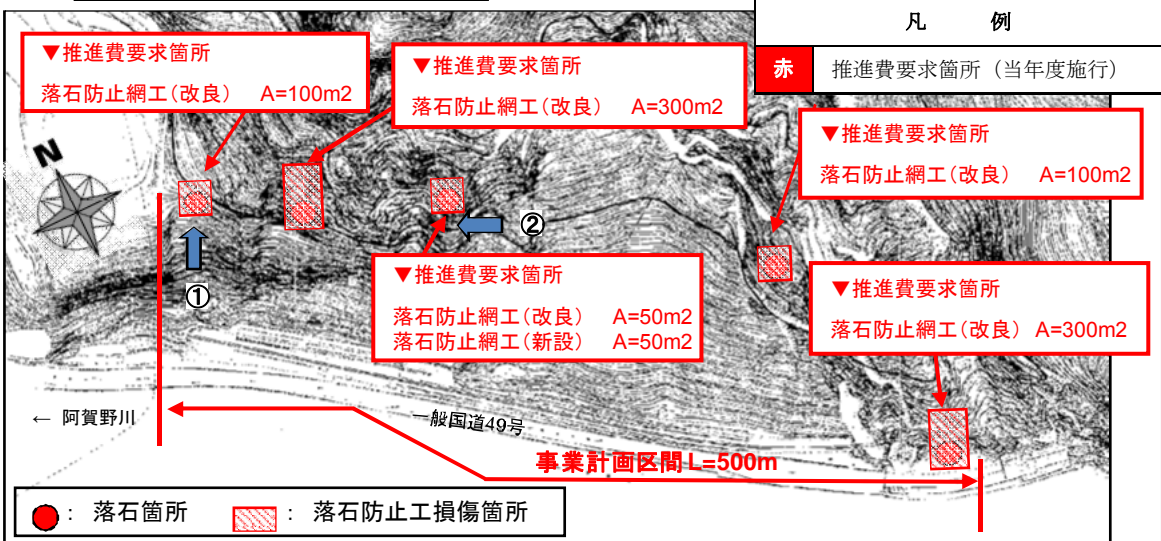 凡 例
赤 推進費要求箇所（当年度施行）
▼推進費要求箇所
落石防止網工(改良) A=100m2
▼推進費要求箇所
落石防止網工(改良) A=300m2
▼推進費要求箇所
落石防止網工(改良) A=100m2
N
①
②
▼推進費要求箇所
落石防止網工(改良) A=50m2
落石防止網工(新設) A=50m2
▼推進費要求箇所
落石防止網工(改良) A=300m2
← 阿賀野川
一般国道49号
事業計画区間L=500m
： 落石箇所
： 落石防止工損傷箇所